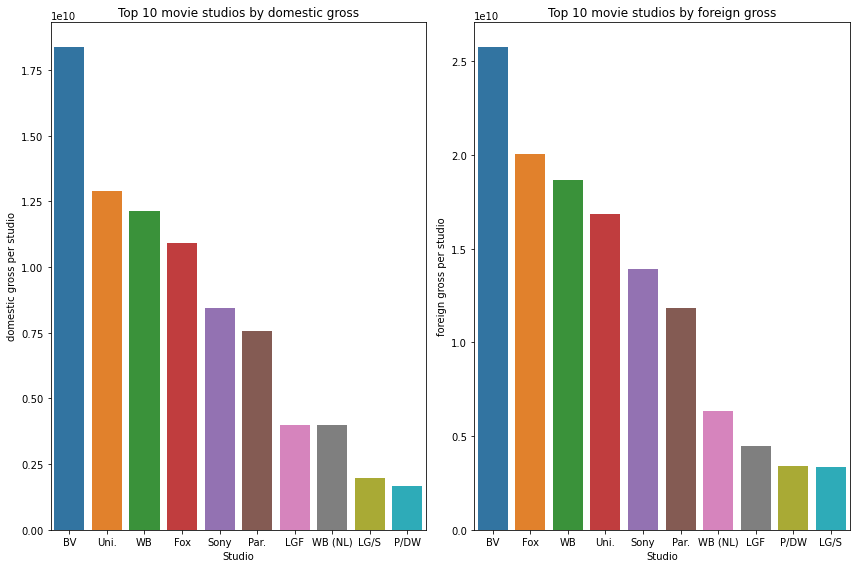 Top 10 movie studios by domestic gross
1e10
1.75
1.50
1.25
1.00
0.75
0.50
0.25
0.00
domestic gross per studio
BV Uni. WB Fox Sony Par. LGF WB (NL) LG/S P/DW
Studio
Top 10 movie studios by foreign gross
1e10
2.5
2.0
1.5
1.0
0.5
0.0
foreign gross per studio
BV Fox WB Uni. Sony Par. WB (NL) LGF P/DW LG/S
Studio